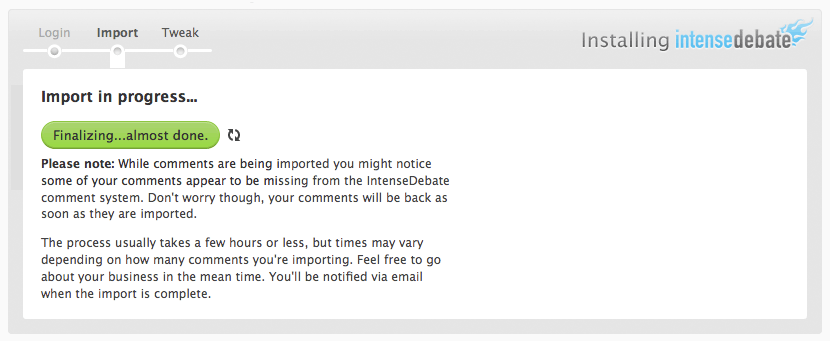 Login Import Tweak
Installing intensedebate
Import in progress...
Finalizing...almost done.
Please note: While comments are being imported you might notice
some of your comments appear to be missing from the IntenseDebate
comment system. Don't worry though, your comments will be back as
soon as they are imported.
The process usually takes a few hours or less, but times may vary
depending on how many comments you're importing. Feel free to go
about your business in the mean time. You'll be notified via email
when the import is complete.